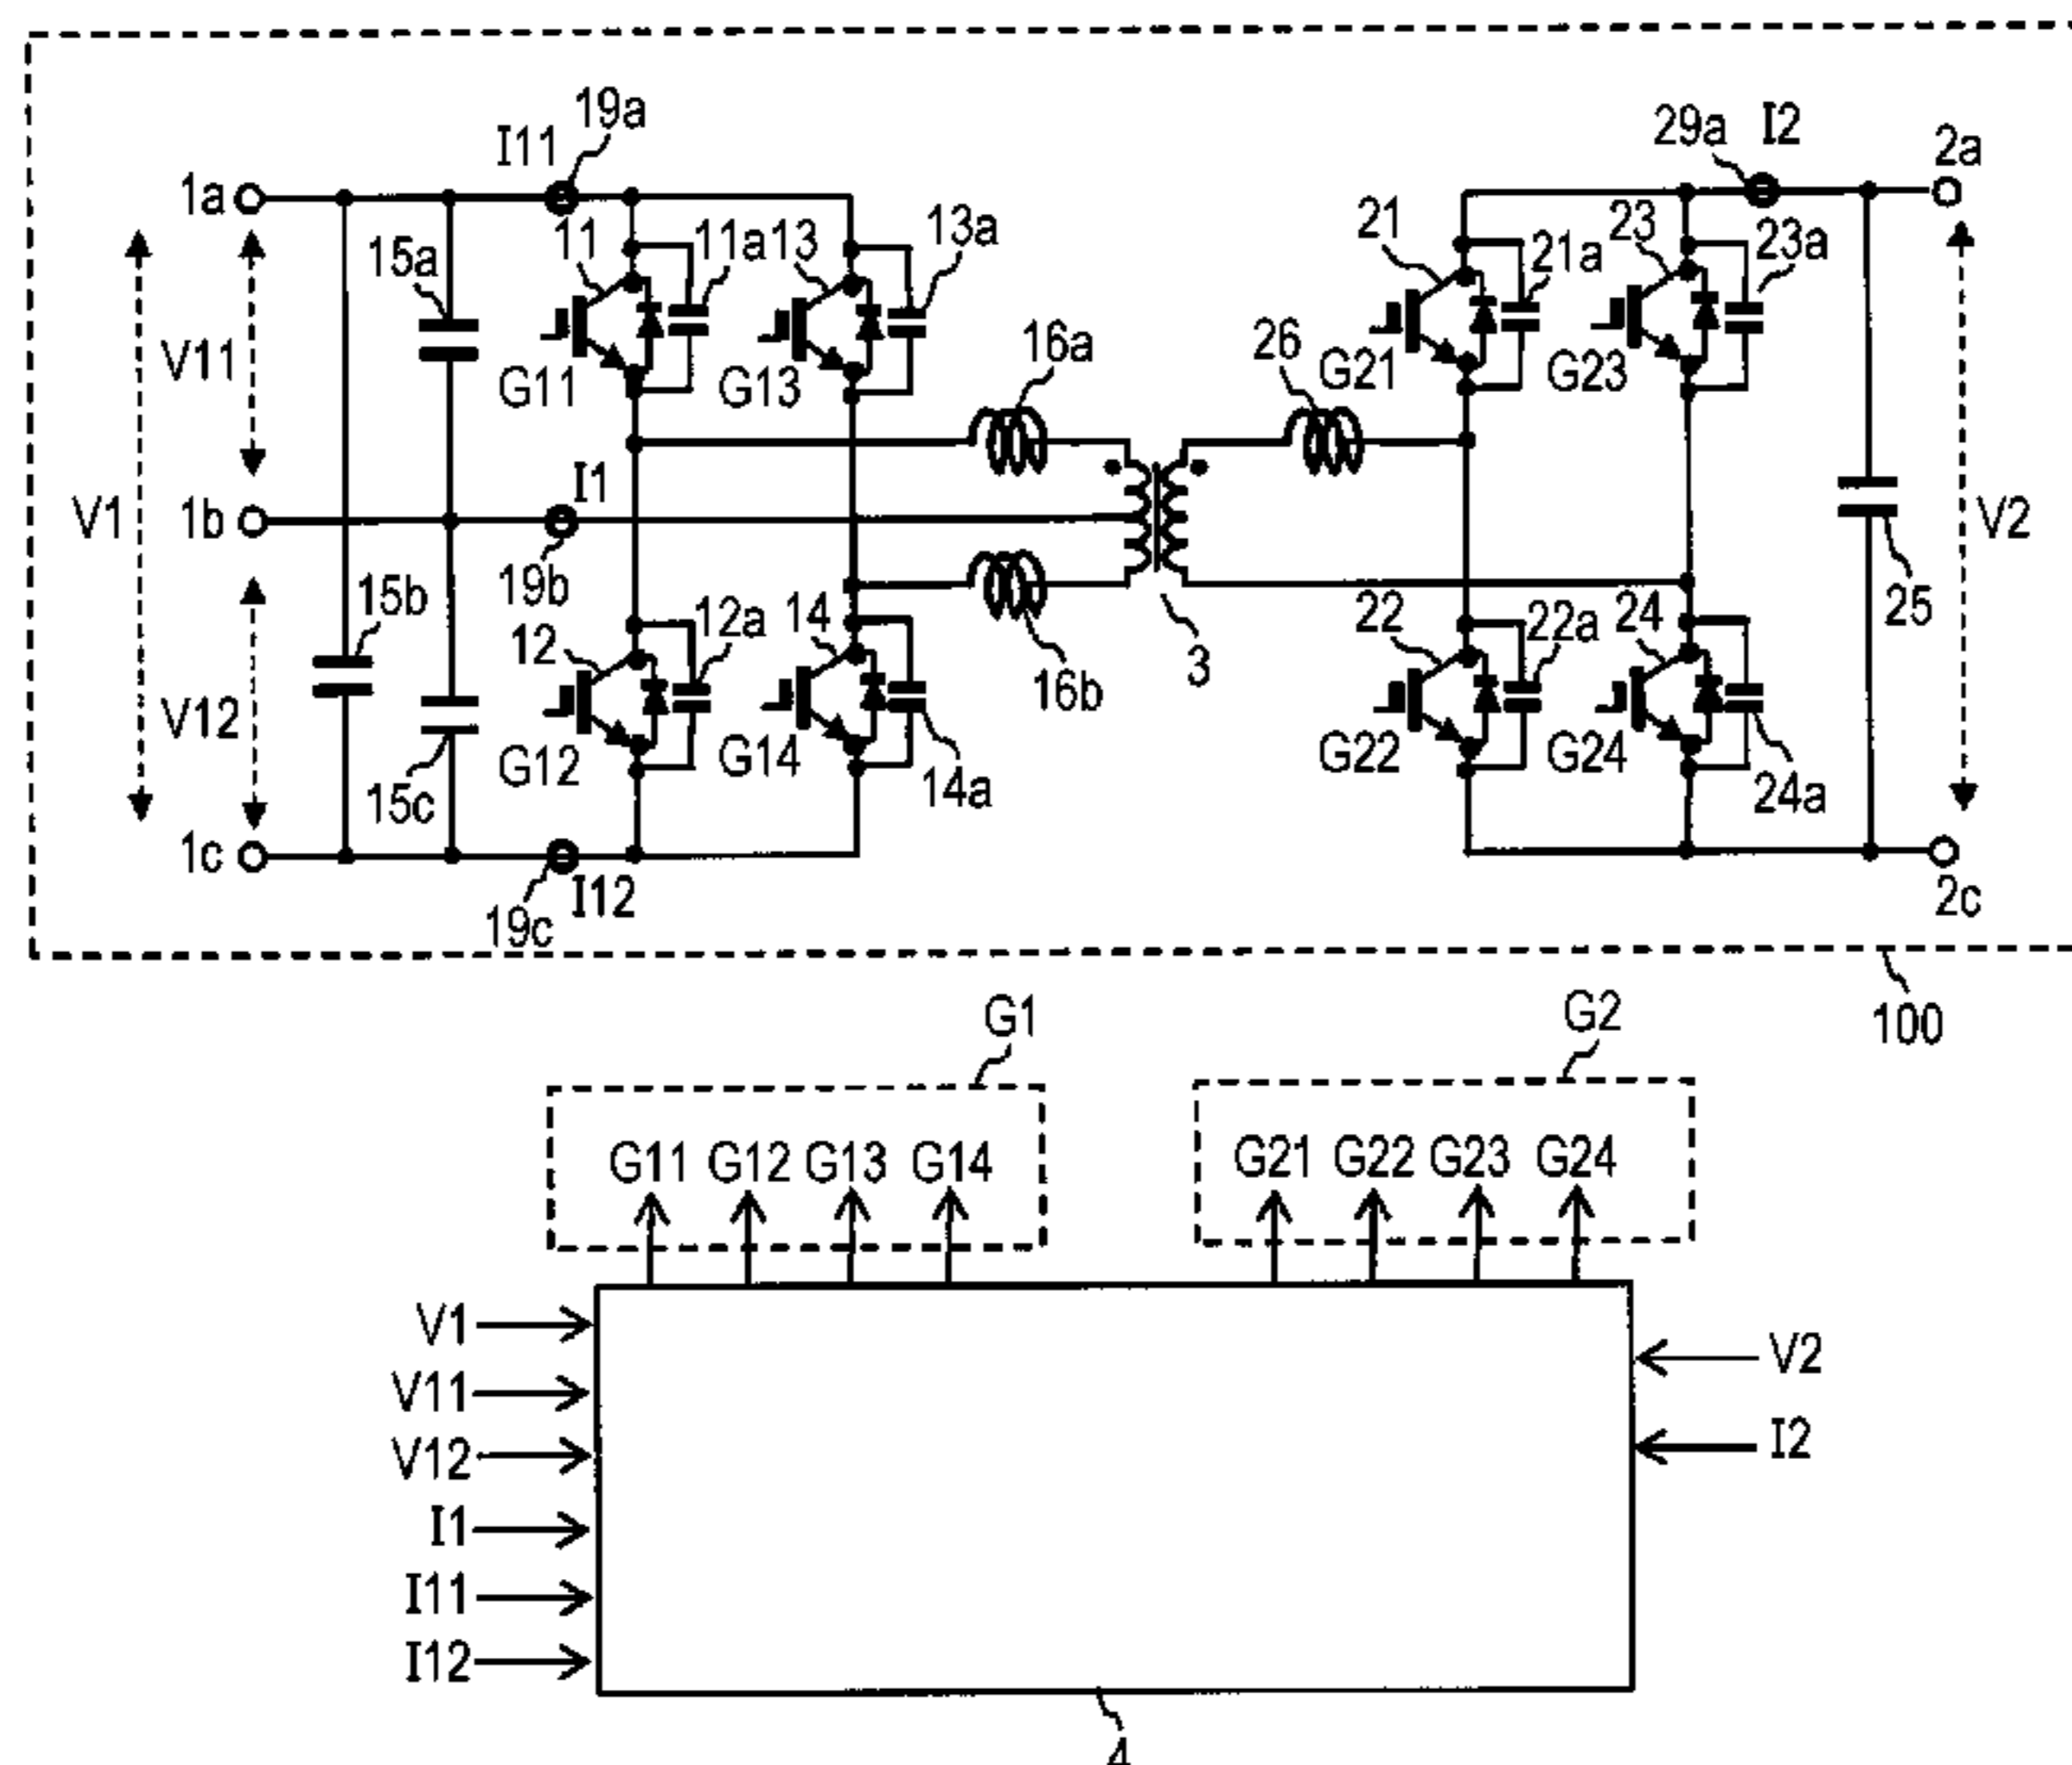 19a
I11
29a
I2
2a
1a
11
11a
13
13a
21
23
21a
23a
15a
V11
G11
G13
16a
26
G21
G23
V1
1b
I1
19b
V2
15b
12
12a
14
16b
3
22
22a
24
25
V12
G12
G14
15c
14a
G22
G24
24a
1c
19c
I12
2c
100
G1
G2
G11 G12 G13 G14
G21 G22 G23 G24
V1
V11
V12
I1
I11
I12
V2
I2
4